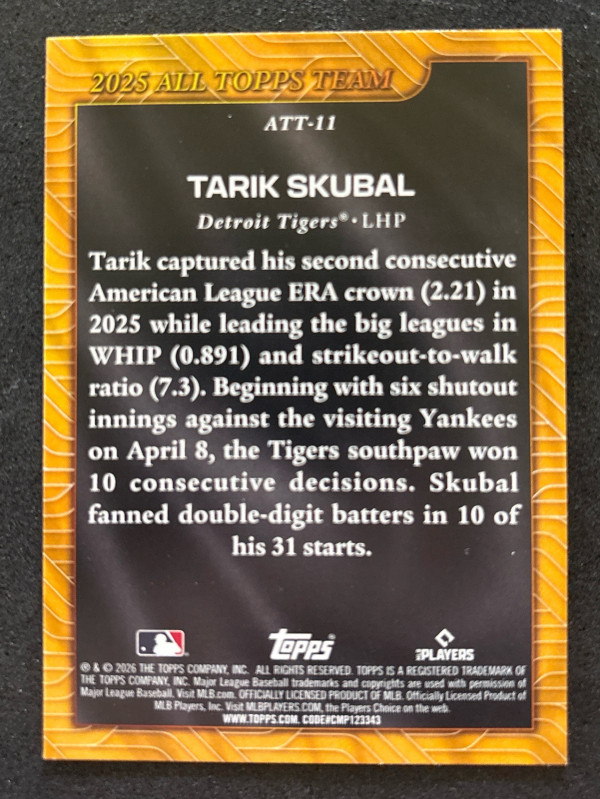 2025 ALL TOPPS TEAM
ATT-11
TARIK SKUBAL
Detroit Tigers® • LHP
Tarik captured his second consecutive
American League ERA crown (2.21) in
2025 while leading the big leagues in
WHIP (0.891) and strikeout-to-walk
ratio (7.3). Beginning with six shutout
innings against the visiting Yankees
on April 8, the Tigers southpaw won
10 consecutive decisions. Skubal
fanned double-digit batters in 10 of
his 31 starts.
topps
PLAYERS
® & © 2026 THE TOPPS COMPANY, INC. ALL RIGHTS RESERVED. TOPPS IS A REGISTERED TRADEMARK OF
THE TOPPS COMPANY, INC. Major League Baseball trademarks and copyrights are used with permission of
Major League Baseball. Visit MLB.com. OFFICIALLY LICENSED PRODUCT OF MLB. Officially Licensed Product of
MLB Players, Inc. Visit MLBPLAYERS.COM, the Players Choice on the web.
WWW.TOPPS.COM. CODE#CMP123343